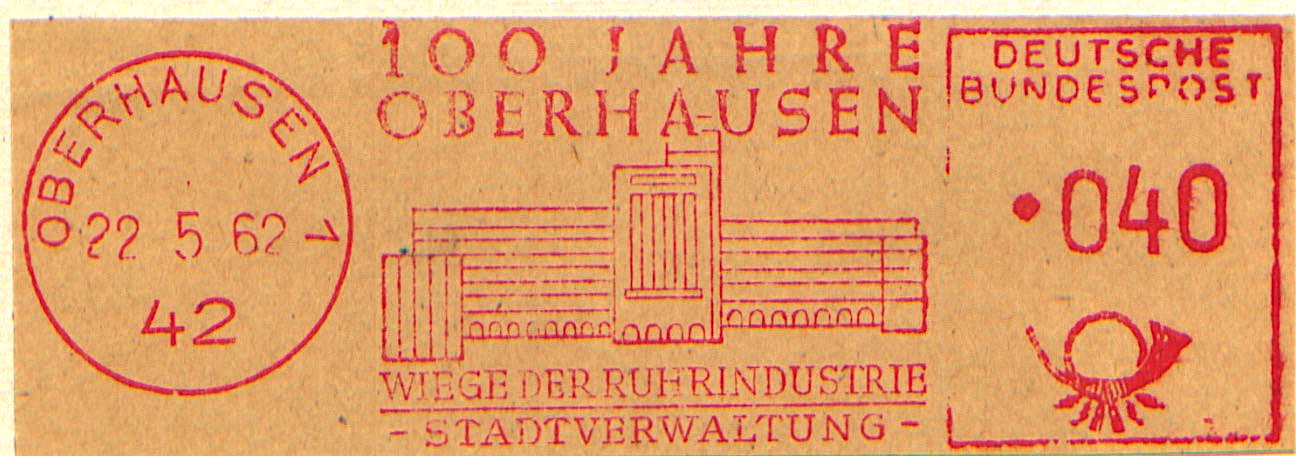 OBERHAUSEN 1
22 5 62
42
100 JAHRE
OBERHAUSEN
WIEGE DER RUHRINDUSTRIE
- STADTVERWALTUNG -
DEUTSCHE
BUNDESPOST
·040